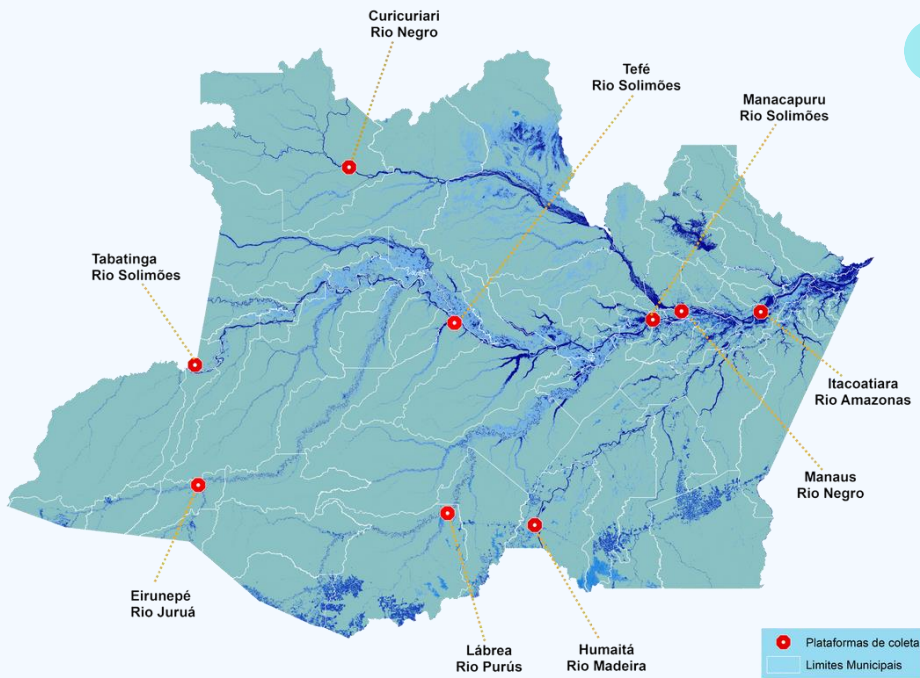 Curicuriari
Rio Negro
Tefé
Rio Solimões
Manacapuru
Rio Solimões
Tabatinga
Rio Solimões
Itacoatiara
Rio Amazonas
Manaus
Rio Negro
Eirunepé
Rio Juruá
Lábrea
Rio Purús
Humaitá
Rio Madeira
Plataformas de coleta
Limites Municipais